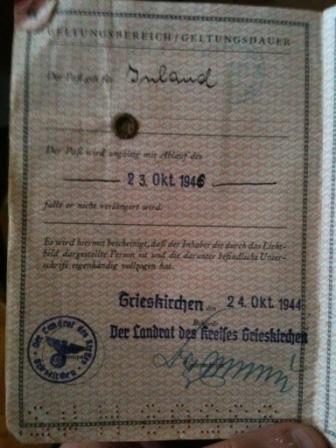 GELTUNGSBEREICH/GELTUNGSDAUER
Der Paß gilt für Inland
Der Paß wird ungültig mit Ablauf des
23. Okt. 1946
falls er nicht verlängert wird.
Es wird hiermit bescheinigt, daß der Inhaber die durch das Licht-
bild dargestellte Person ist und die darunter befindliche Unter-
schrift eigenhändig vollzogen hat.
Grieskirchen, den 24. Okt. 1944
Der Landrat des Kreises Grieskirchen
Der Landrat des Kreises
Grieskirchen